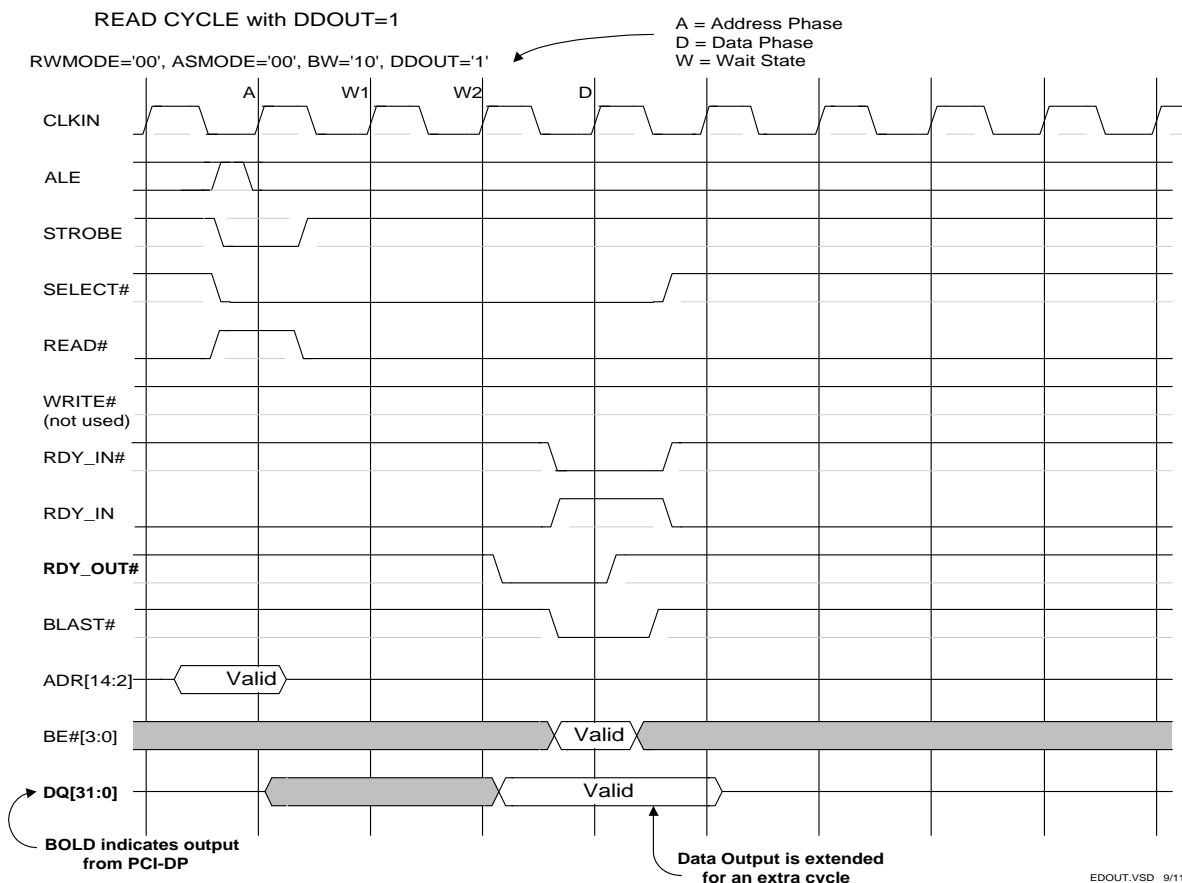 READ CYCLE with DDOUT=1
A = Address Phase
D = Data Phase
W = Wait State
RWMODE='00', ASMODE='00', BW='10', DDOUT='1'
A W1 W2 D
CLKIN
ALE
STROBE
SELECT#
READ#
WRITE#
(not used)
RDY_IN#
RDY_IN
RDY_OUT#
BLAST#
ADR[14:2] Valid
BE#[3:0] Valid
DQ[31:0] Valid
BOLD indicates output
from PCI-DP
Data Output is extended
for an extra cycle
EDOUT.VSD 9/11